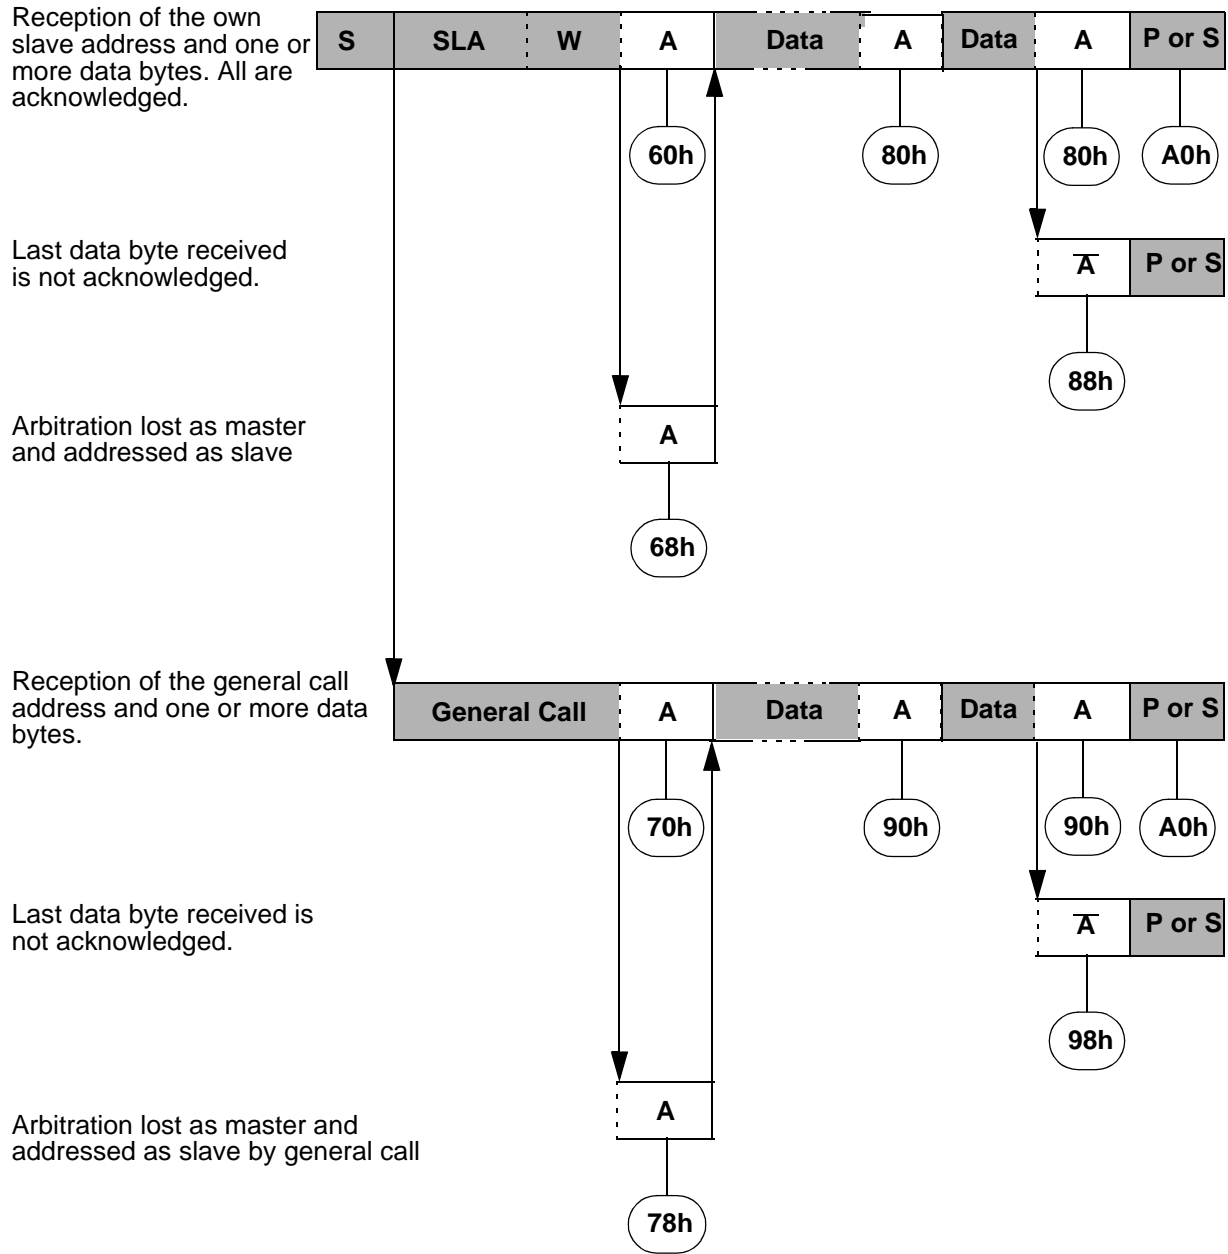 Reception of the own
slave address and one or
more data bytes. All are
acknowledged.
S SLA W A Data A Data A P or S
60h 80h 80h A0h
Last data byte received
is not acknowledged.
A̅ P or S
88h
Arbitration lost as master
and addressed as slave
A
68h
Reception of the general call
address and one or more data
bytes.
General Call A Data A Data A P or S
70h 90h 90h A0h
Last data byte received is
not acknowledged.
A̅ P or S
98h
Arbitration lost as master and
addressed as slave by general call
A
78h